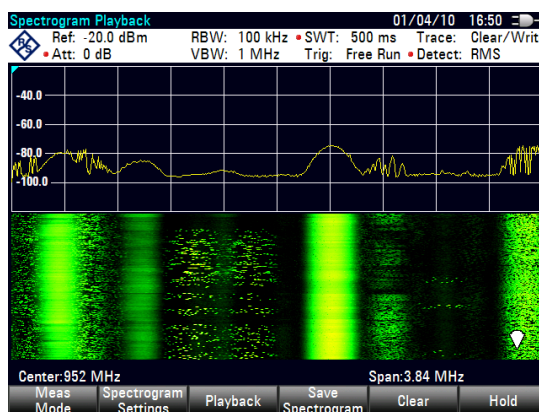 Spectrogram Playback 01/04/10 16:50
Ref: -20.0 dBm RBW: 100 kHz SWT: 500 ms Trace: Clear/Writ
Att: 0 dB VBW: 1 MHz Trig: Free Run Detect: RMS
-40.0
-60.0
-80.0
-100.0
Center:952 MHz Span:3.84 MHz
Meas Mode Spectrogram Settings Playback Save Spectrogram Clear Hold